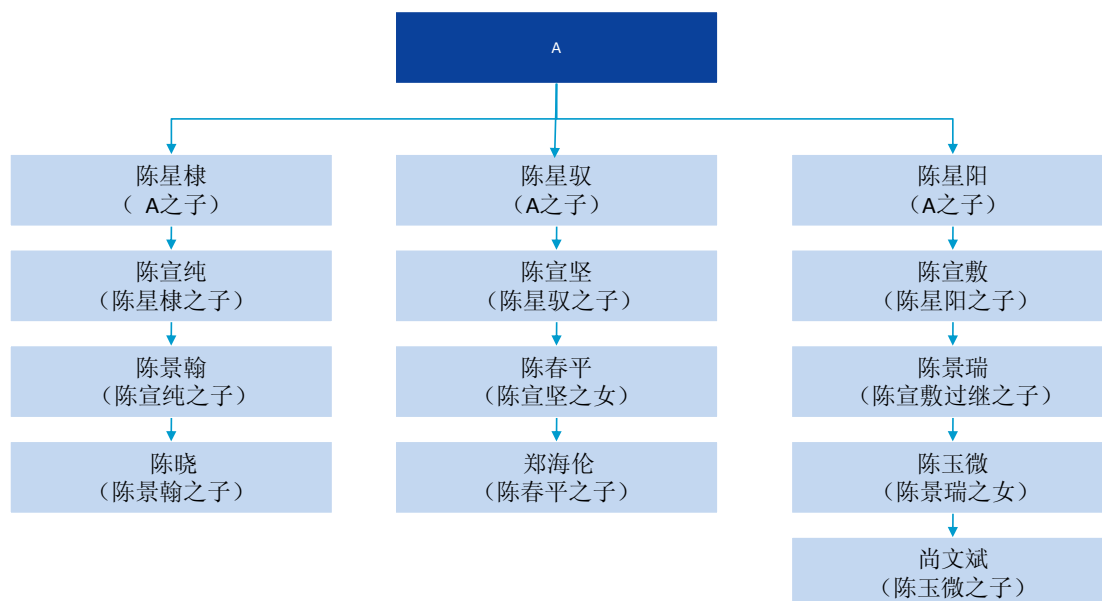 A
陈星棣
（ A之子）
陈宣纯
（陈星棣之子）
陈景翰
（陈宣纯之子）
陈晓
（陈景翰之子）
陈星驭
（A之子）
陈宣坚
（陈星驭之子）
陈春平
（陈宣坚之女）
郑海伦
（陈春平之子）
陈星阳
（A之子）
陈宣敷
（陈星阳之子）
陈景瑞
（陈宣敷过继之子）
陈玉微
（陈景瑞之女）
尚文斌
（陈玉微之子）